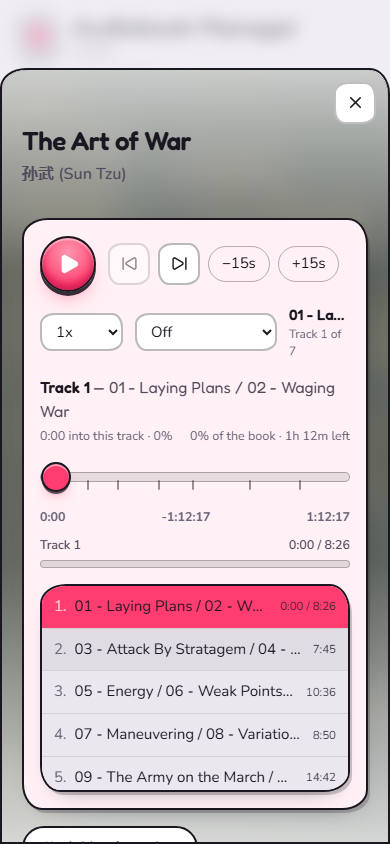 The Art of War
孙武 (Sun Tzu)
−15s
+15s
1x
Off
01 - La...
Track 1 of
7
Track 1 — 01 - Laying Plans / 02 - Waging
War
0:00 into this track · 0%
0% of the book · 1h 12m left
0:00
-1:12:17
1:12:17
Track 1
0:00 / 8:26
1. 01 - Laying Plans / 02 - W... 0:00 / 8:26
2. 03 - Attack By Stratagem / 04 - ... 7:45
3. 05 - Energy / 06 - Weak Points... 10:36
4. 07 - Maneuvering / 08 - Variatio... 8:50
5. 09 - The Army on the March / ... 14:42